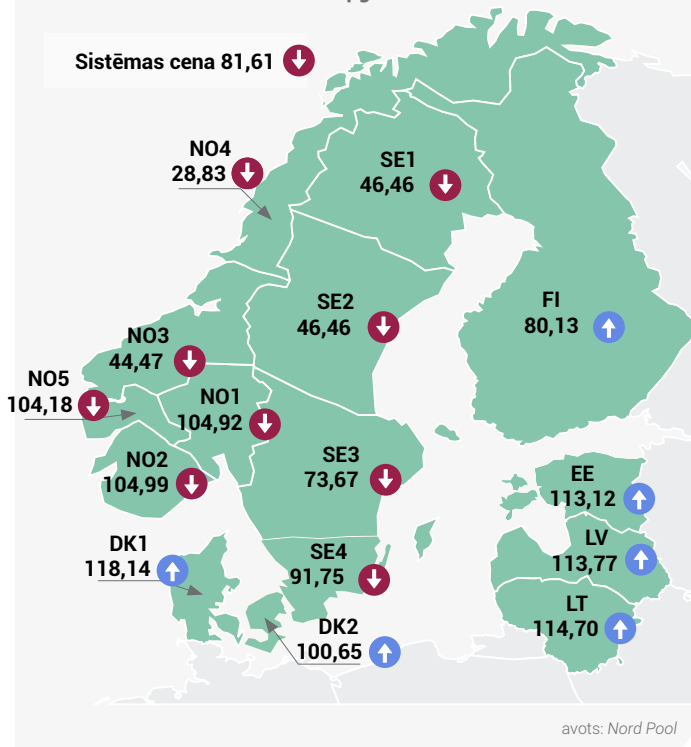 Sistēmas cena 81,61
NO4
28,83
SE1
46,46
SE2
46,46
FI
80,13
NO3
44,47
NO5
104,18
NO1
104,92
NO2
104,99
SE3
73,67
EE
113,12
DK1
118,14
SE4
91,75
LV
113,77
LT
114,70
DK2
100,65
avots: Nord Pool